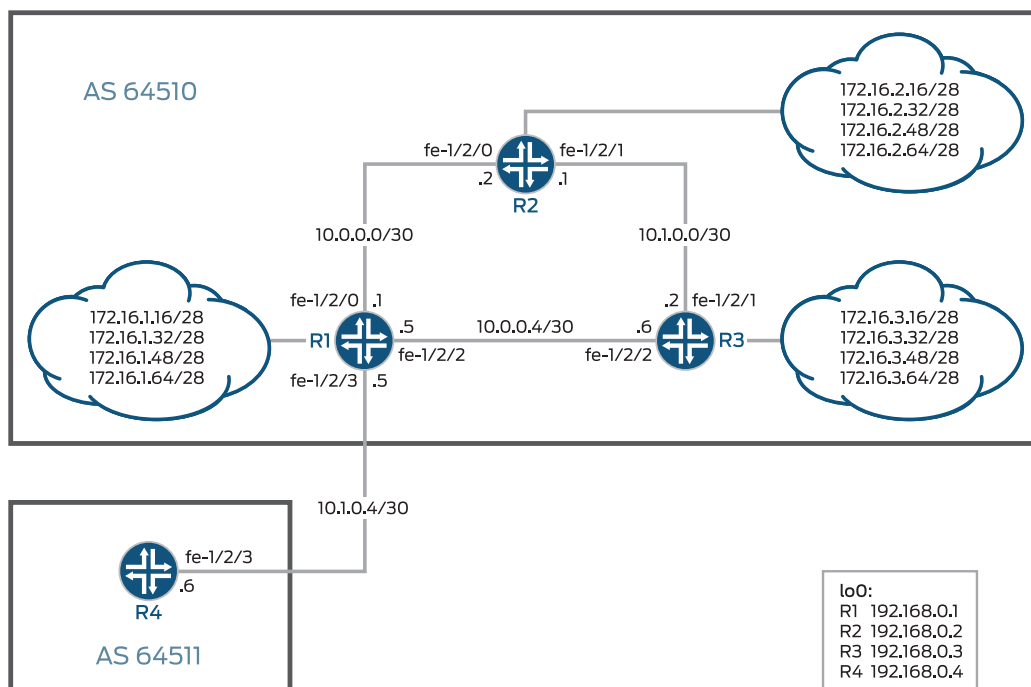 AS 64510
172.16.2.16/28
172.16.2.32/28
172.16.2.48/28
172.16.2.64/28
fe-1/2/0
fe-1/2/1
.2
.1
R2
10.0.0.0/30
10.1.0.0/30
172.16.1.16/28
172.16.1.32/28
172.16.1.48/28
172.16.1.64/28
fe-1/2/0
.1
R1
.5
fe-1/2/2
fe-1/2/3
.5
10.0.0.4/30
.2
fe-1/2/1
.6
fe-1/2/2
R3
172.16.3.16/28
172.16.3.32/28
172.16.3.48/28
172.16.3.64/28
10.1.0.4/30
fe-1/2/3
.6
R4
AS 64511
lo0:
R1 192.168.0.1
R2 192.168.0.2
R3 192.168.0.3
R4 192.168.0.4